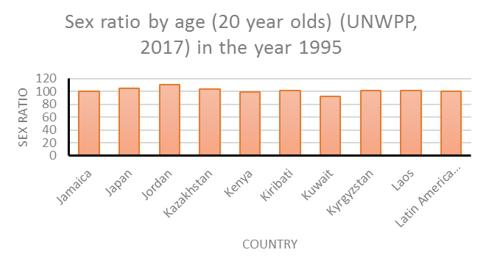 Sex ratio by age (20 year olds) (UNWPP,
2017) in the year 1995
SEX RATIO
120
100
80
60
40
20
0
Jamaica
Japan
Jordan
Kazakhstan
Kenya
Kiribati
Kuwait
Kyrgyzstan
Laos
Latin America...
COUNTRY